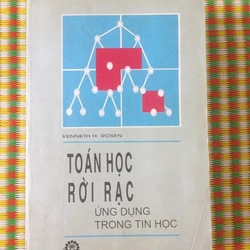 KENNETH H. ROSEN
TOÁN HỌC
RỜI RẠC
ỨNG DỤNG
TRONG TIN HỌC